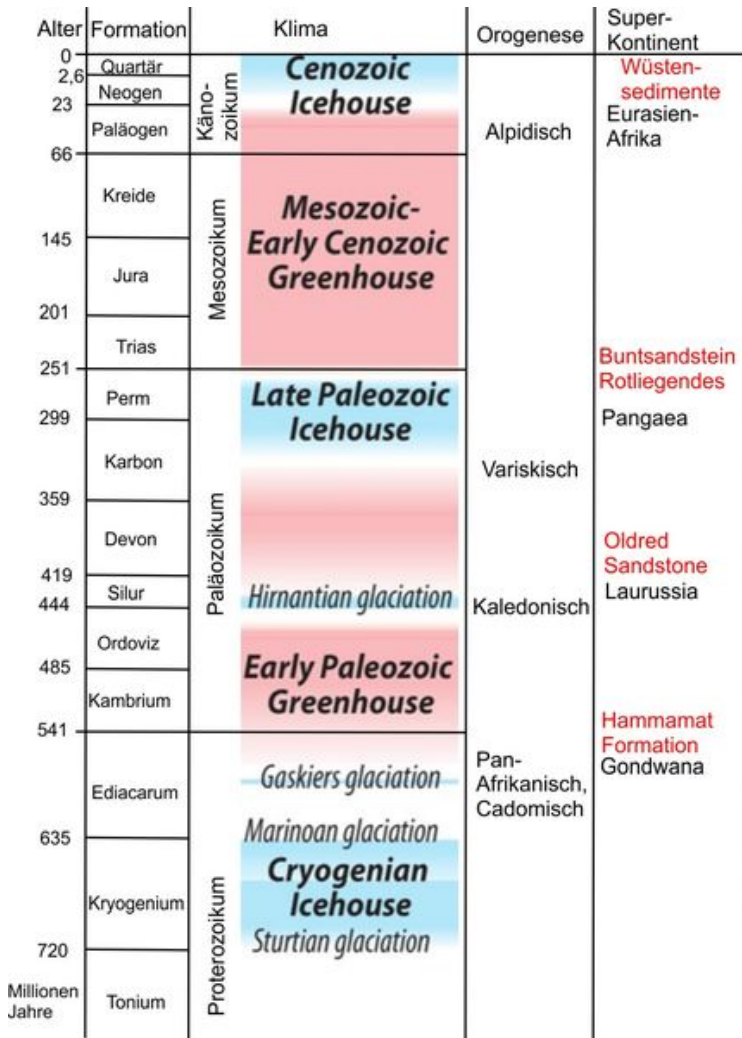 Alter
Formation
Klima
Orogenese
Super-
Kontinent
0
2,6
23
66
145
201
251
299
359
419
444
485
541
635
720
Millionen
Jahre
Quartär
Neogen
Paläogen
Kreide
Jura
Trias
Perm
Karbon
Devon
Silur
Ordoviz
Kambrium
Ediacarum
Kryogenium
Tonium
Käno-
zoikum
Mesozoikum
Paläozoikum
Proterozoikum
Cenozoic
Icehouse
Mesozoic-
Early Cenozoic
Greenhouse
Late Paleozoic
Icehouse
Hirnantian glaciation
Early Paleozoic
Greenhouse
Gaskiers glaciation
Marinoan glaciation
Cryogenian
Icehouse
Sturtian glaciation
Alpidisch
Variskisch
Kaledonisch
Pan-
Afrikanisch,
Cadomisch
Wüsten-
sedimente
Eurasien-
Afrika
Buntsandstein
Rotliegendes
Pangaea
Oldred
Sandstone
Laurussia
Hammamat
Formation
Gondwana